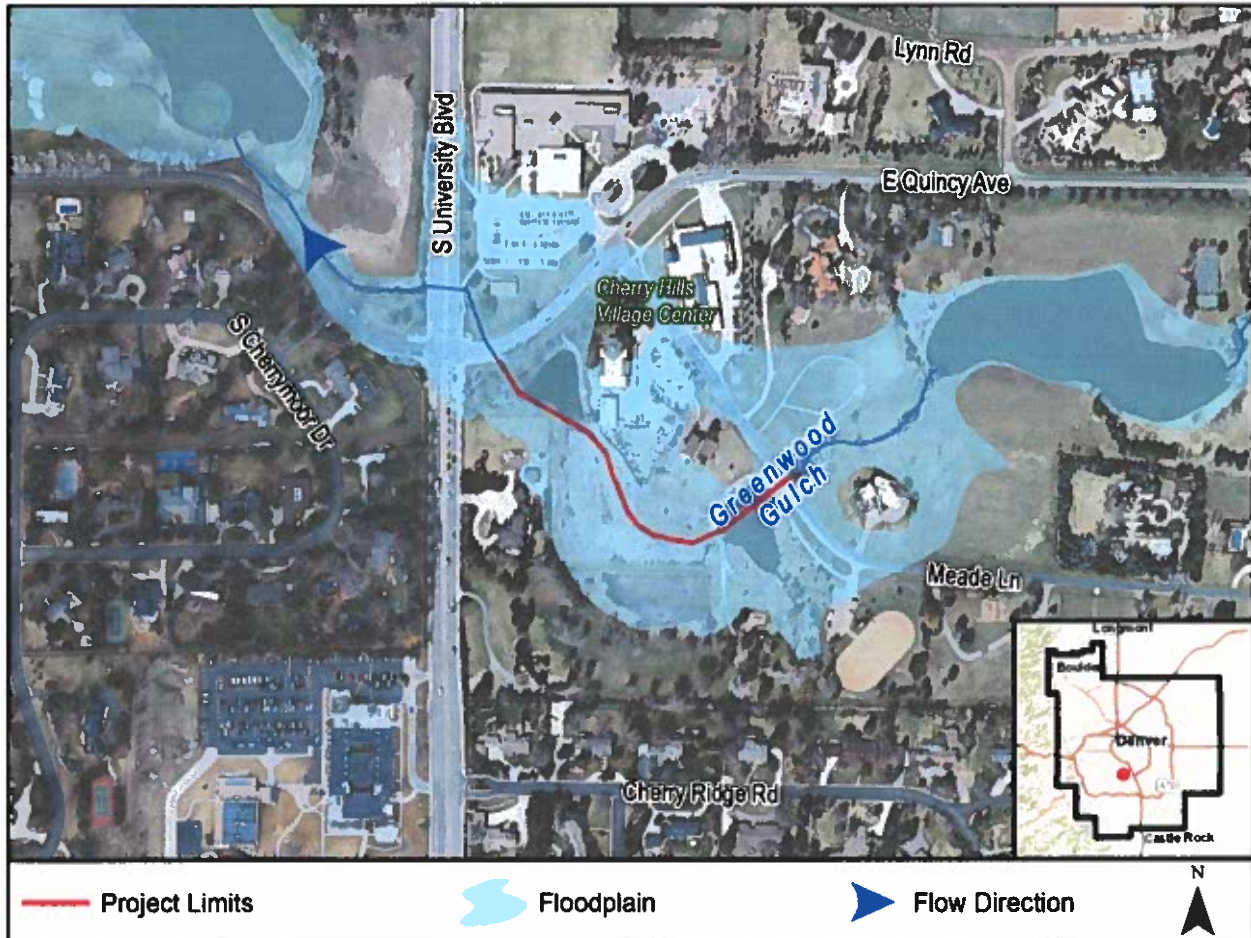 Lynn Rd
S University Blvd
E Quincy Ave
Cherry Hills
Village Center
S Cherrymoor Dr
Greenwood
Gulch
Meade Ln
Longmont
Boulder
Denver
Cherry Ridge Rd
Castle Rock
Project Limits
Floodplain
Flow Direction
N